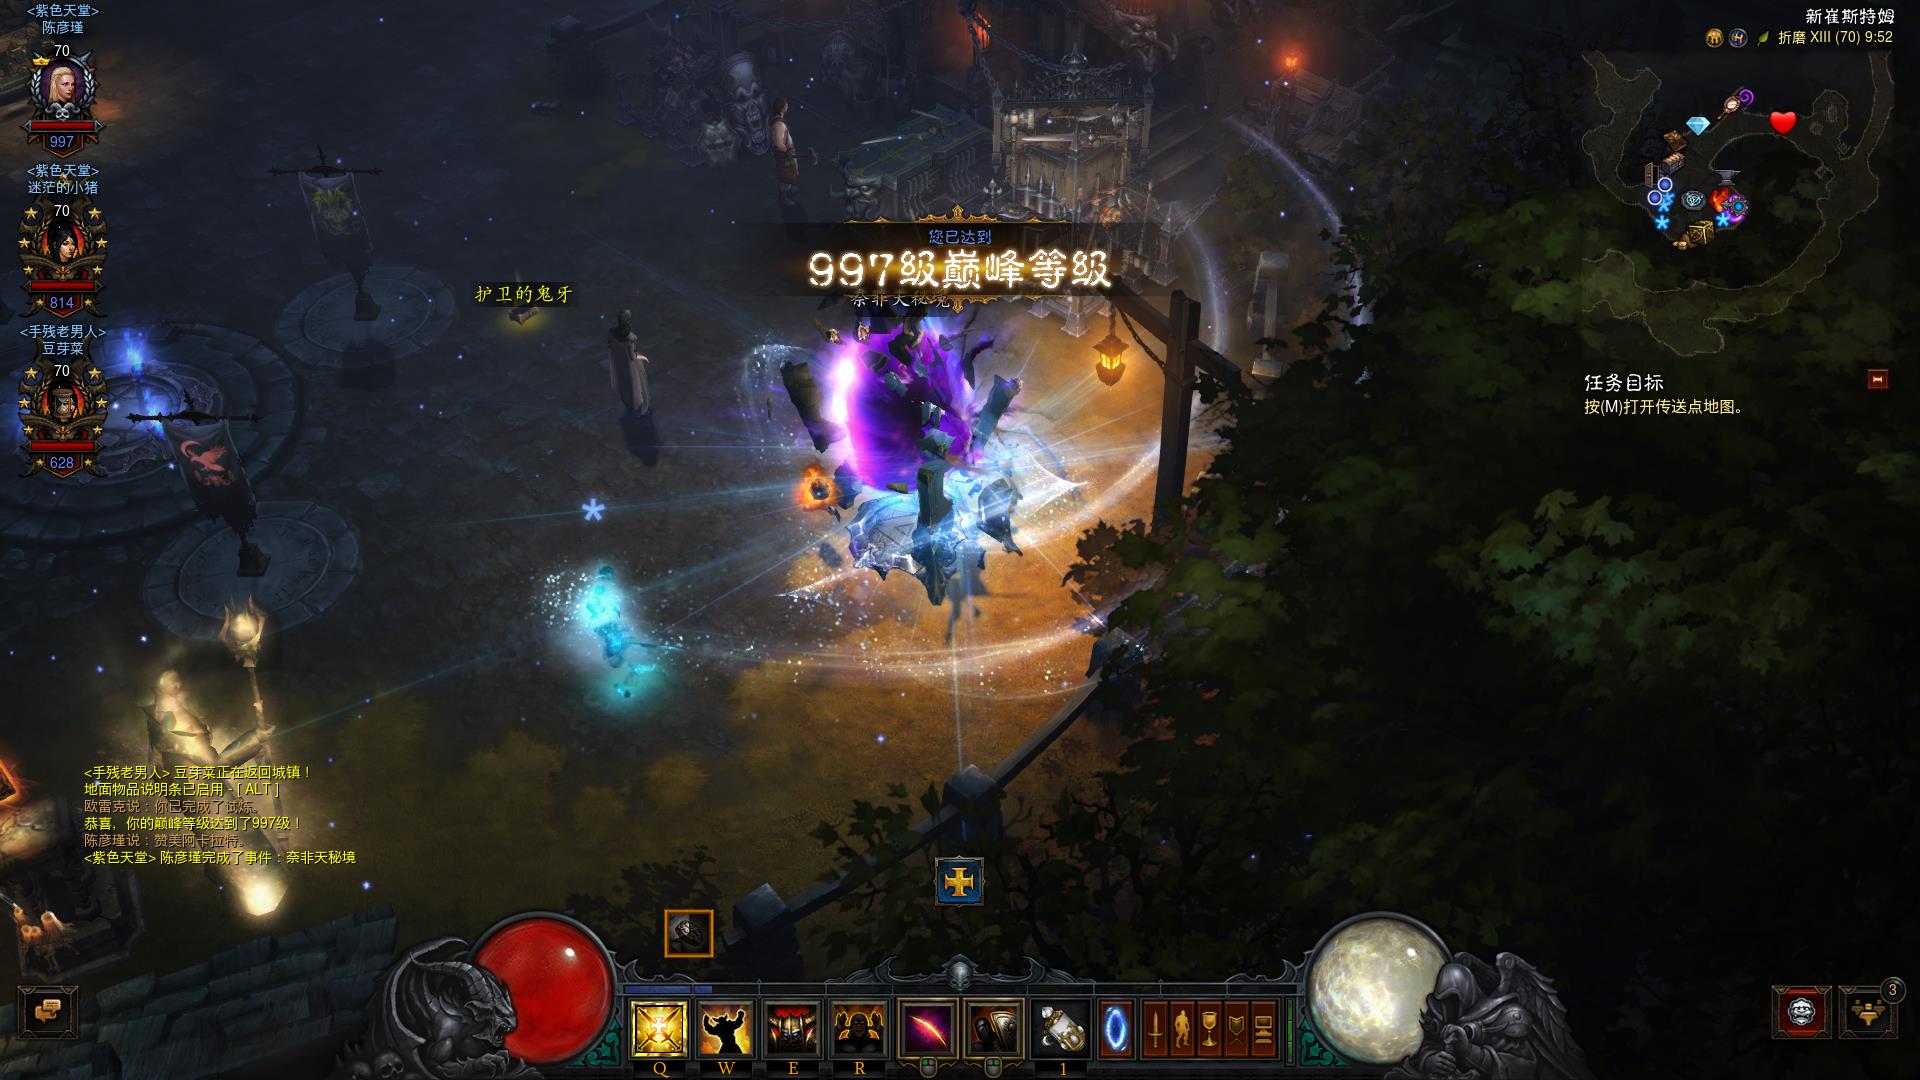 <紫色天堂>
陈彦瑾
70
997
<紫色天堂>
迷茫的小猪
70
814
<手残老男人>
豆芽菜
70
628
新崔斯特姆
折磨 XIII (70) 9:52
您已达到
997级巅峰等级
奈非天秘境
护卫的鬼牙
任务目标
按(M)打开传送点地图。
<手残老男人> 豆芽菜正在返回城镇！
地面物品说明条已启用 - [ ALT ]
欧雷克说：你已完成了试炼。
恭喜，你的巅峰等级达到了997级！
陈彦瑾说：赞美阿卡拉特。
<紫色天堂> 陈彦瑾完成了事件：奈非天秘境
3
Q W E R 1